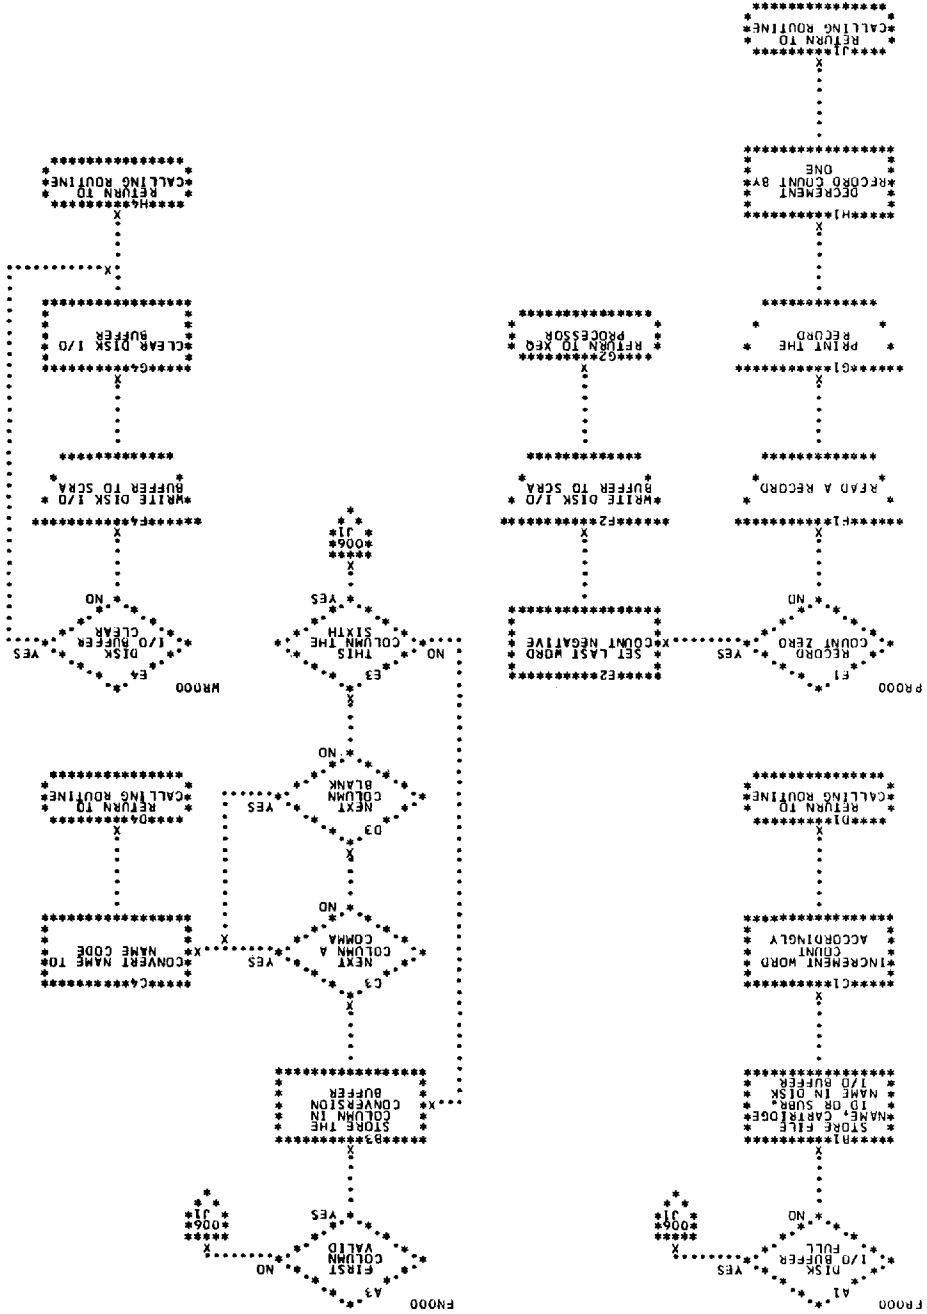 FR000
A1
DISK
I/O BUFFER
FULL
YES
006
J1
NO
B1
STORE FILE
NAME, CARTRIDGE
ID OR SUBR.
NAME IN DISK
I/O BUFFER
C1
INCREMENT WORD
COUNT
ACCORDINGLY
D1
RETURN TO
CALLING ROUTINE
PR000
E1
RECORD
COUNT ZERO
YES
NO
E2
SET LAST WORD
COUNT NEGATIVE
F2
WRITE DISK I/O
BUFFER TO SCRA
G2
RETURN TO XEQ
PROCESSOR
F1
READ A RECORD
G1
PRINT THE
RECORD
H1
DECREMENT
RECORD COUNT BY
ONE
J1
RETURN TO
CALLING ROUTINE
FN000
A3
FIRST
COLUMN
VALID
NO
006
J1
YES
B3
STORE THE
COLUMN IN
CONVERSION
BUFFER
C3
NEXT
COLUMN A
COMMA
YES
NO
C4
CONVERT NAME TO
NAME CODE
D4
RETURN TO
CALLING ROUTINE
D3
NEXT
COLUMN
BLANK
YES
NO
E3
THIS
COLUMN THE
SIXTH
NO
YES
006
J1
WR000
E4
DISK
I/O BUFFER
CLEAR
YES
NO
F4
WRITE DISK I/O
BUFFER TO SCRA
G4
CLEAR DISK I/O
BUFFER
H4
RETURN TO
CALLING ROUTINE